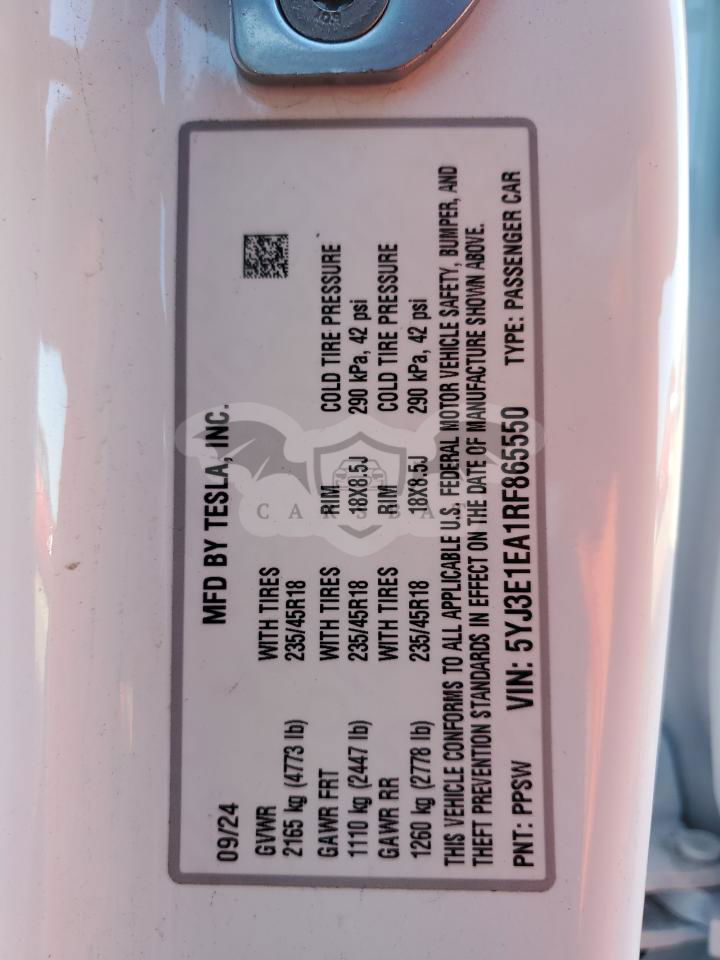 09/24 MFD BY TESLA, INC.
GVWR WITH TIRES
2165 kg (4773 lb) 235/45R18
GAWR FRT WITH TIRES RIM COLD TIRE PRESSURE
1110 kg (2447 lb) 235/45R18 18X8.5J 290 kPa, 42 psi
GAWR RR WITH TIRES RIM COLD TIRE PRESSURE
1260 kg (2778 lb) 235/45R18 18X8.5J 290 kPa, 42 psi
THIS VEHICLE CONFORMS TO ALL APPLICABLE U.S. FEDERAL MOTOR VEHICLE SAFETY, BUMPER, AND
THEFT PREVENTION STANDARDS IN EFFECT ON THE DATE OF MANUFACTURE SHOWN ABOVE.
PNT: PPSW VIN: 5YJ3E1EA1RF865550 TYPE: PASSENGER CAR